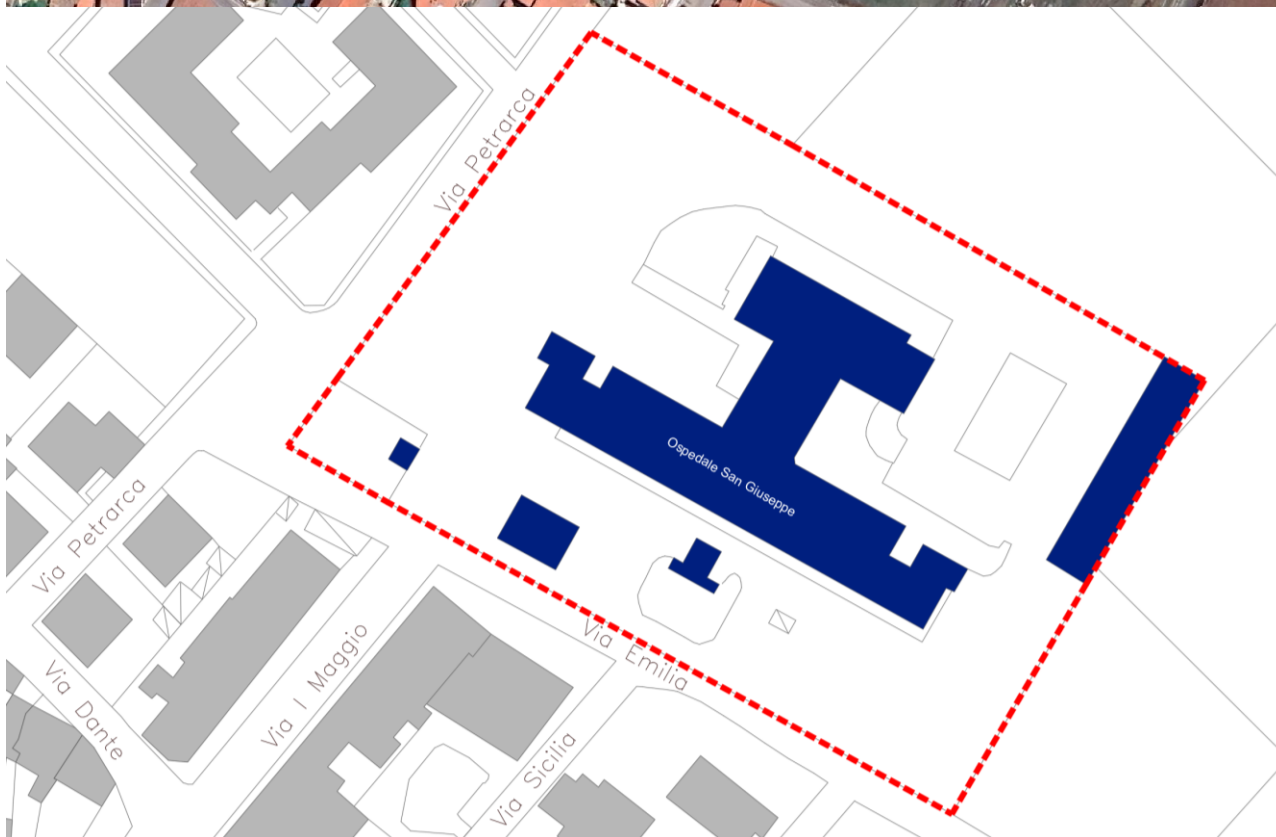 Via Petrarca
Ospedale San Giuseppe
Via Petrarca
Via Emilia
Via I Maggio
Via Dante
Via Sicilia